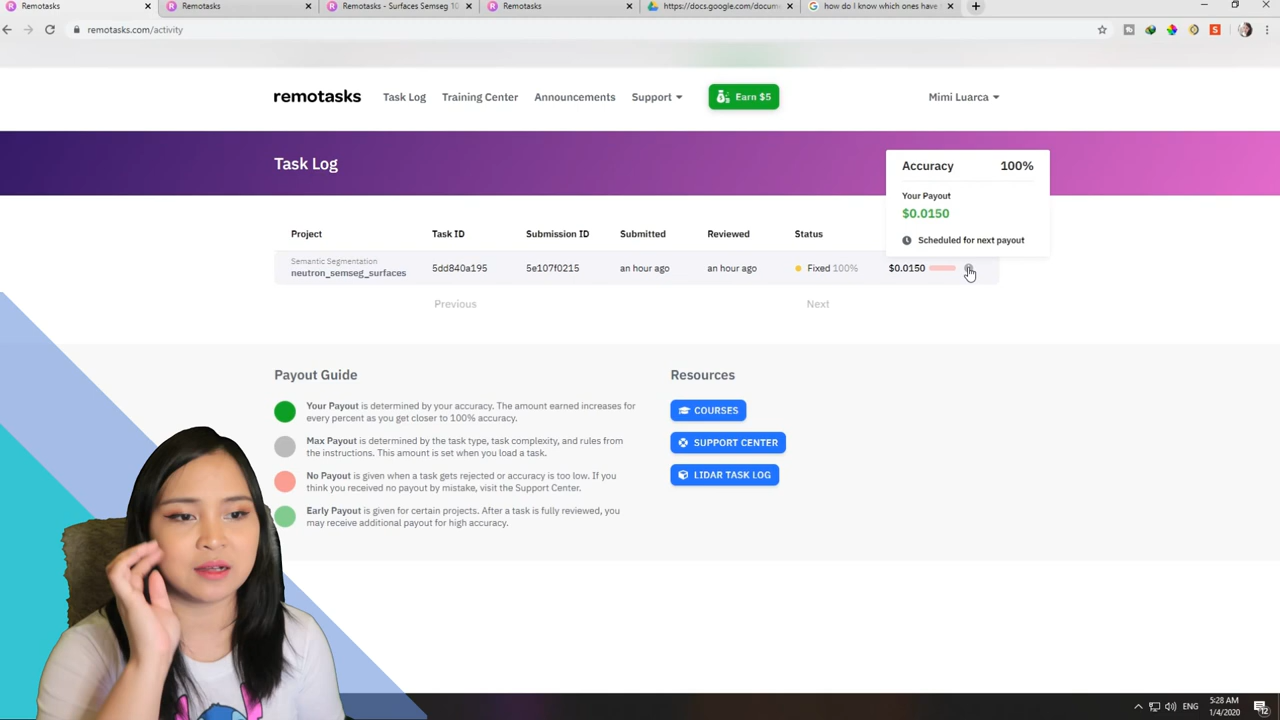 Remotasks
Remotasks
Remotasks - Surfaces Semseg 10
Remotasks
https://docs.google.com/docume
how do I know which ones have
remotasks.com/activity
remotasks
Task Log
Training Center
Announcements
Support
Earn $5
Mimi Luarca
Task Log
Accuracy 100%
Your Payout
$0.0150
Scheduled for next payout
Project Task ID Submission ID Submitted Reviewed Status
Semantic Segmentation
neutron_semseg_surfaces 5dd840a195 5e107f0215 an hour ago an hour ago Fixed 100% $0.0150
Previous Next
Payout Guide
Your Payout is determined by your accuracy. The amount earned increases for
every percent as you get closer to 100% accuracy.
Max Payout is determined by the task type, task complexity, and rules from
the instructions. This amount is set when you load a task.
No Payout is given when a task gets rejected or accuracy is too low. If you
think you received no payout by mistake, visit the Support Center.
Early Payout is given for certain projects. After a task is fully reviewed, you
may receive additional payout for high accuracy.
Resources
COURSES
SUPPORT CENTER
LIDAR TASK LOG
ENG
5:28 AM
1/4/2020
12